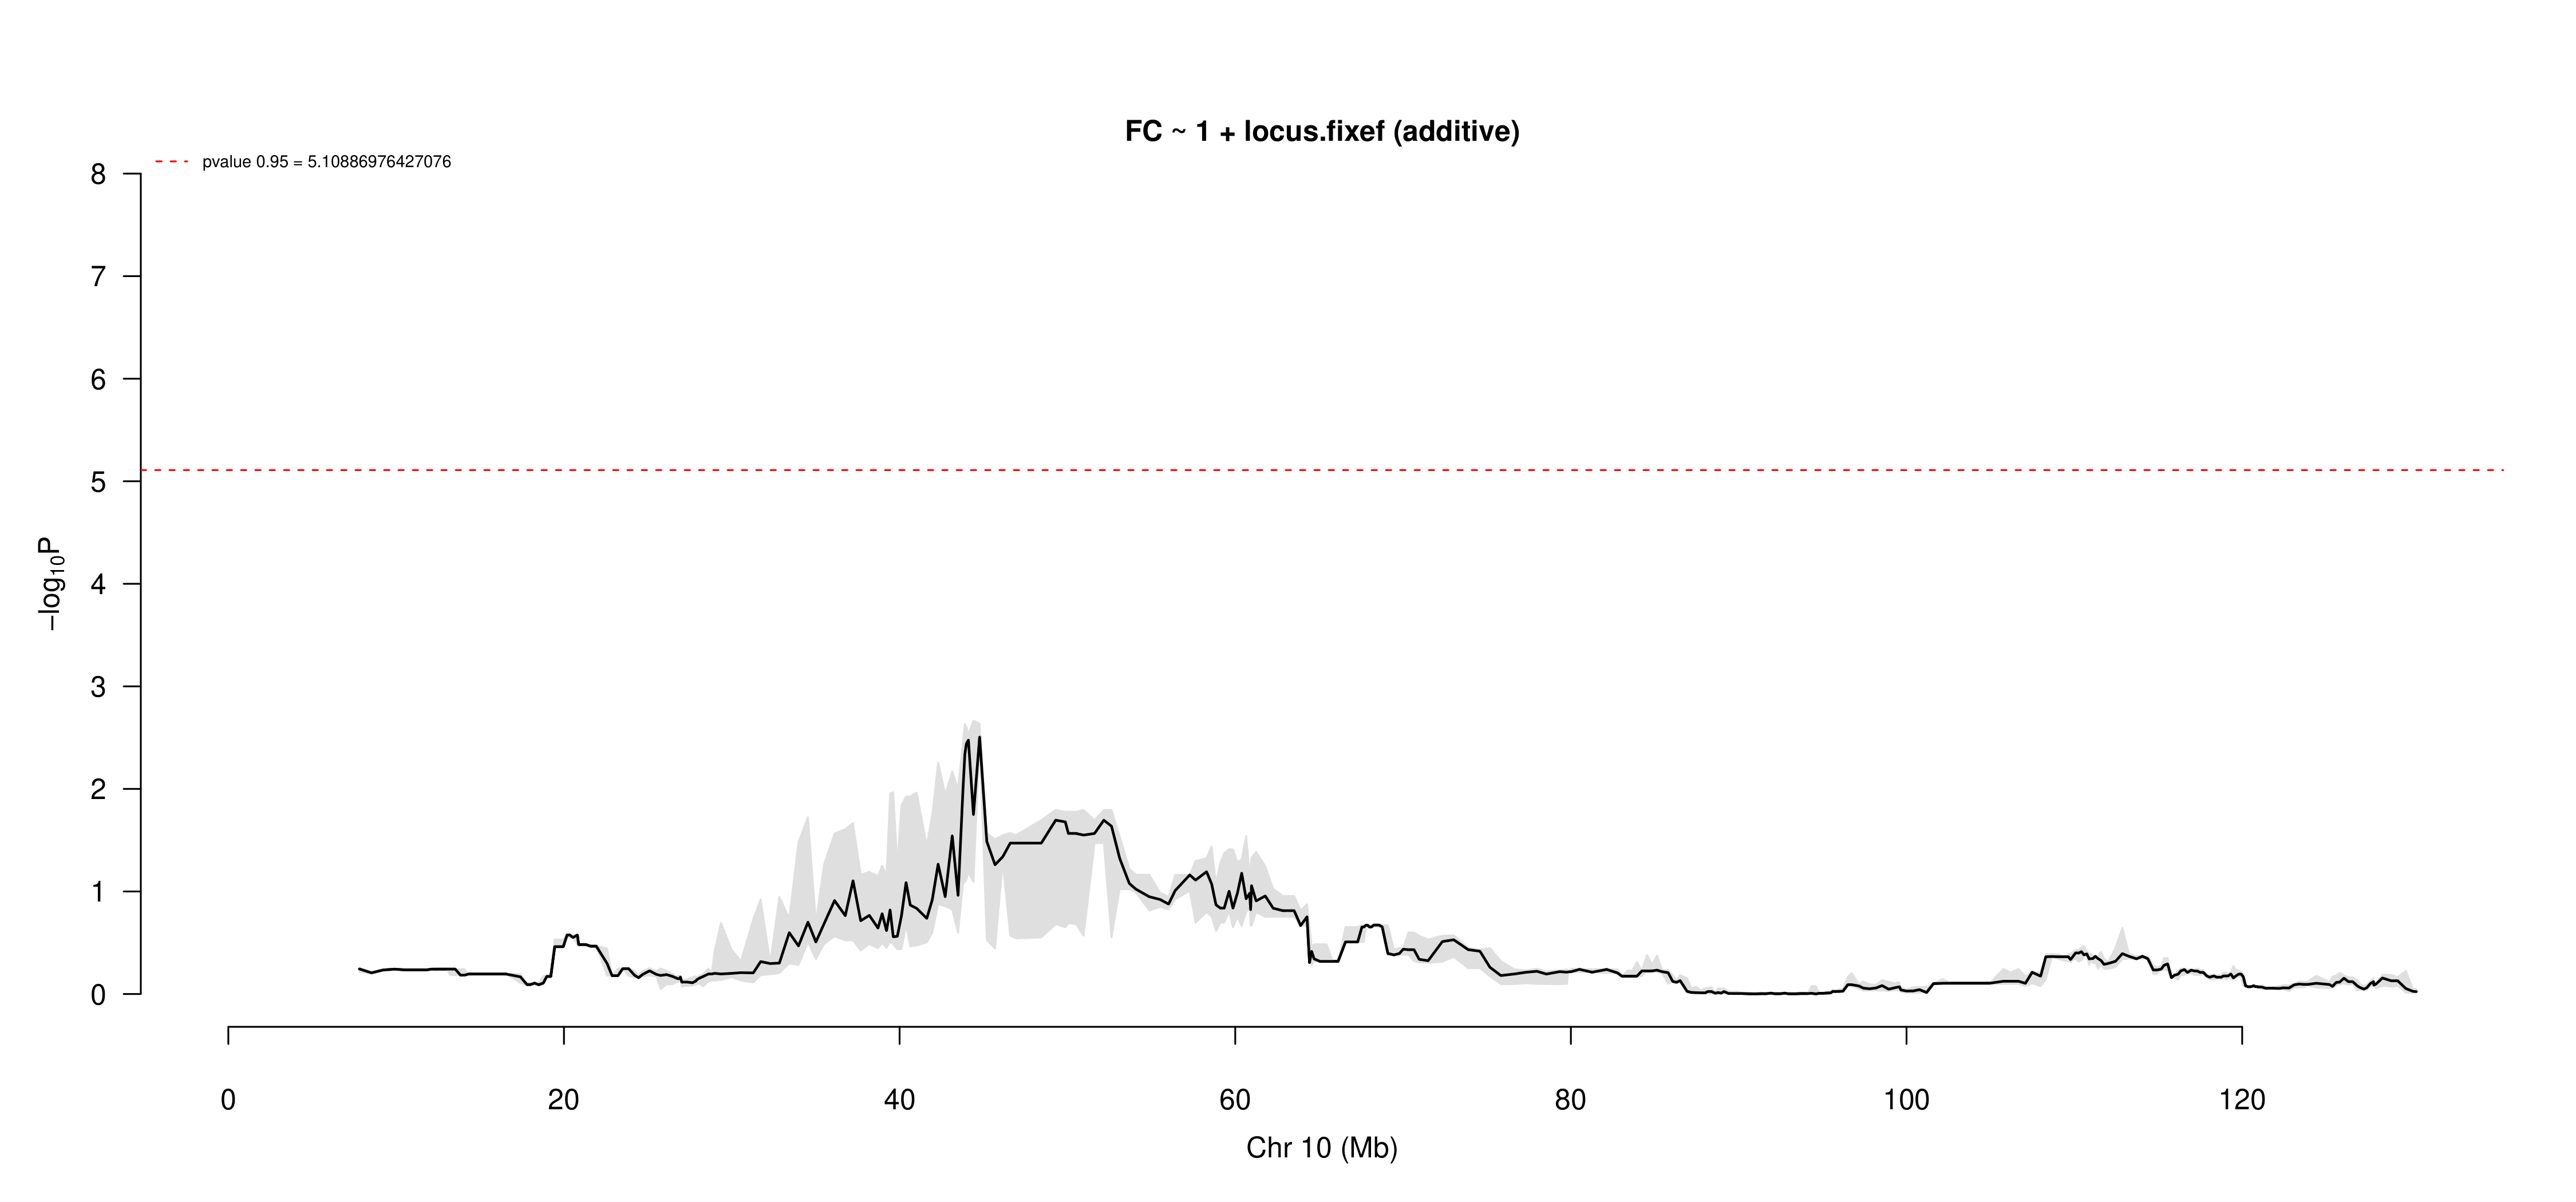 FC ~ 1 + locus.fixef (additive)
pvalue 0.95 = 5.10886976427076
8
7
6
5
4
3
2
1
0
−log10P
0 20 40 60 80 100 120
Chr 10 (Mb)